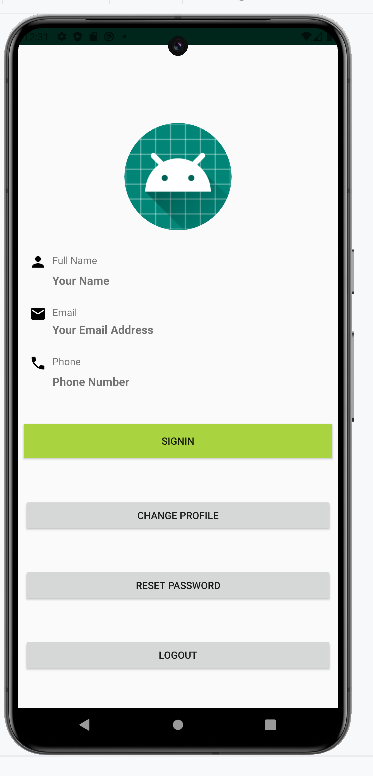 Full Name
Your Name
Email
Your Email Address
Phone
Phone Number
SIGNIN
CHANGE PROFILE
RESET PASSWORD
LOGOUT